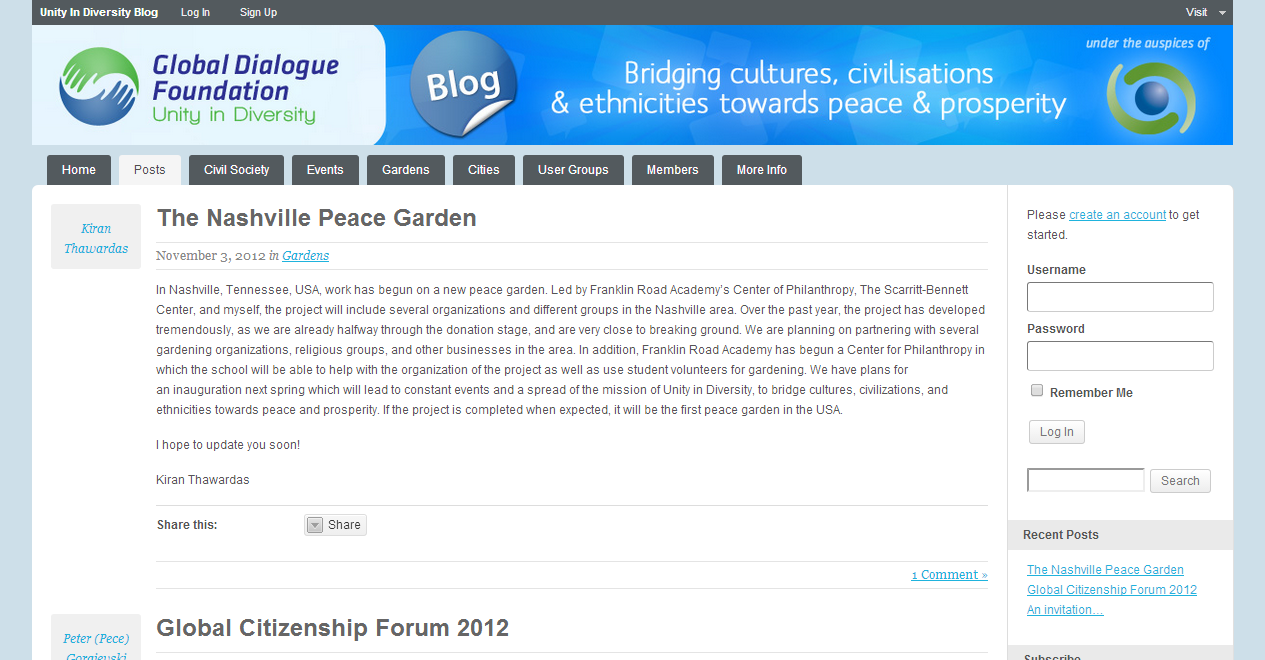 Unity In Diversity Blog Log In Sign Up Visit
Global Dialogue
Foundation
Unity in Diversity
Blog
Bridging cultures, civilisations
& ethnicities towards peace & prosperity
under the auspices of
Home Posts Civil Society Events Gardens Cities User Groups Members More Info
Kiran
Thawardas
The Nashville Peace Garden
November 3, 2012 in Gardens
In Nashville, Tennessee, USA, work has begun on a new peace garden. Led by Franklin Road Academy's Center of Philanthropy, The Scarritt-Bennett
Center, and myself, the project will include several organizations and different groups in the Nashville area. Over the past year, the project has developed
tremendously, as we are already halfway through the donation stage, and are very close to breaking ground. We are planning on partnering with several
gardening organizations, religious groups, and other businesses in the area. In addition, Franklin Road Academy has begun a Center for Philanthropy in
which the school will be able to help with the organization of the project as well as use student volunteers for gardening. We have plans for
an inauguration next spring which will lead to constant events and a spread of the mission of Unity in Diversity, to bridge cultures, civilizations, and
ethnicities towards peace and prosperity. If the project is completed when expected, it will be the first peace garden in the USA.
I hope to update you soon!
Kiran Thawardas
Share this: Share
1 Comment »
Peter (Pece)
Gorgievski
Global Citizenship Forum 2012
Please create an account to get
started.
Username
Password
Remember Me
Log In
Search
Recent Posts
The Nashville Peace Garden
Global Citizenship Forum 2012
An invitation…
Subscribe